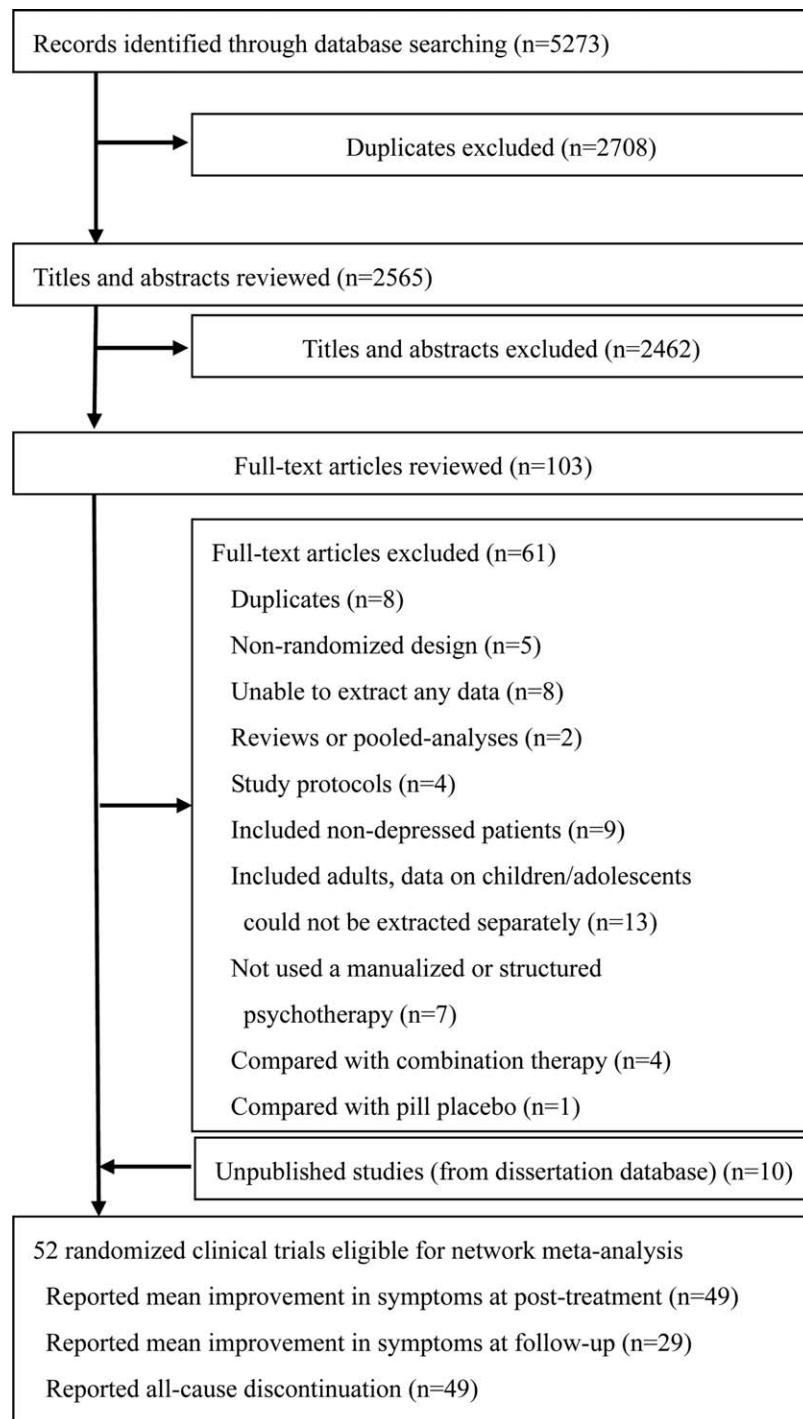 Records identified through database searching (n=5273)
Duplicates excluded (n=2708)
Titles and abstracts reviewed (n=2565)
Titles and abstracts excluded (n=2462)
Full-text articles reviewed (n=103)
Full-text articles excluded (n=61)
Duplicates (n=8)
Non-randomized design (n=5)
Unable to extract any data (n=8)
Reviews or pooled-analyses (n=2)
Study protocols (n=4)
Included non-depressed patients (n=9)
Included adults, data on children/adolescents
could not be extracted separately (n=13)
Not used a manualized or structured
psychotherapy (n=7)
Compared with combination therapy (n=4)
Compared with pill placebo (n=1)
Unpublished studies (from dissertation database) (n=10)
52 randomized clinical trials eligible for network meta-analysis
Reported mean improvement in symptoms at post-treatment (n=49)
Reported mean improvement in symptoms at follow-up (n=29)
Reported all-cause discontinuation (n=49)